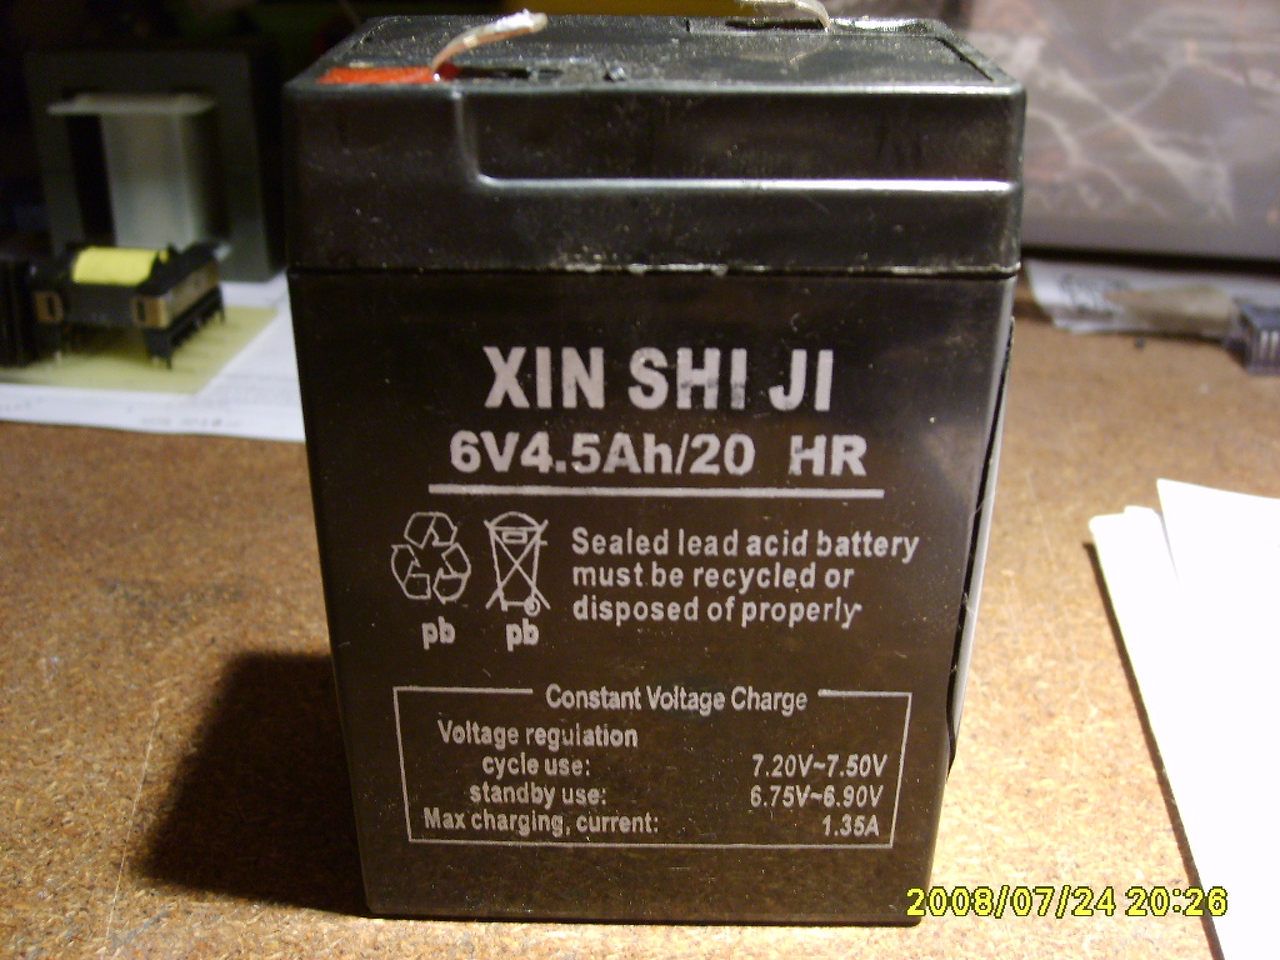 XIN SHI JI
6V4.5Ah/20 HR
Sealed lead acid battery
must be recycled or
disposed of properly
pb pb
Constant Voltage Charge
Voltage regulation
cycle use: 7.20V~7.50V
standby use: 6.75V~6.90V
Max charging, current: 1.35A
2008/07/24 20:26